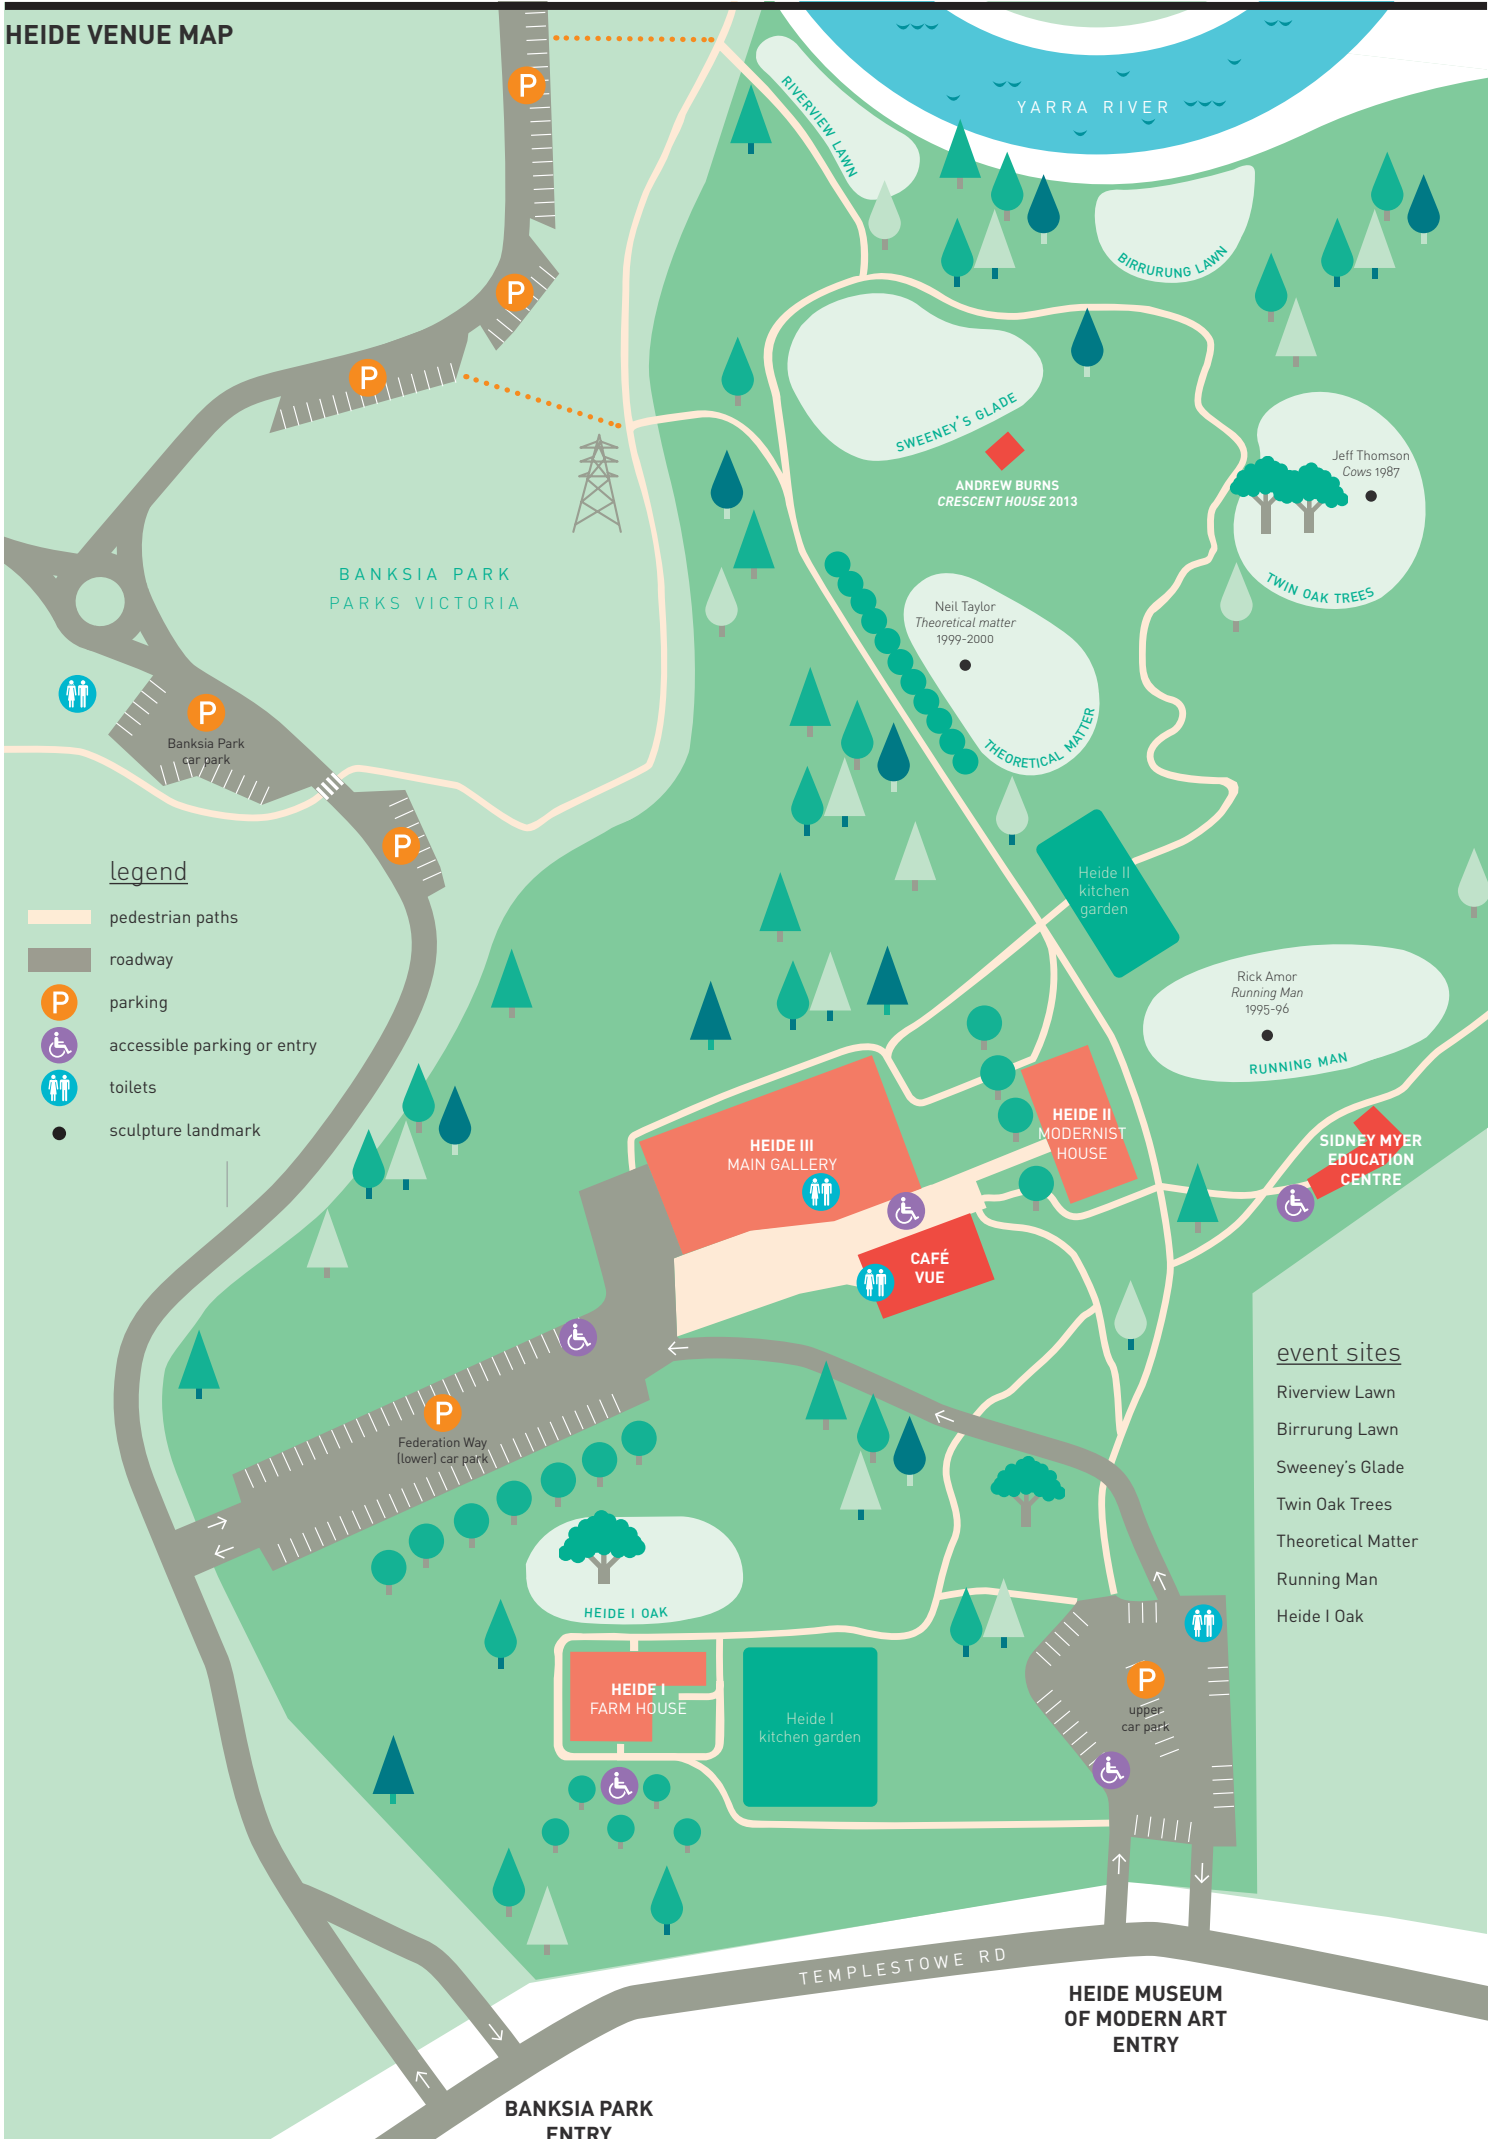 HEIDE VENUE MAP
P
RIVERVIEW LAWN
YARRA RIVER
BIRRURUNG LAWN
P
P
SWEENEY'S GLADE
ANDREW BURNS
CRESCENT HOUSE 2013
Jeff Thomson
Cows 1987
TWIN OAK TREES
BANKSIA PARK
PARKS VICTORIA
Neil Taylor
Theoretical matter
1999-2000
THEORETICAL MATTER
P
Banksia Park
car park
P
legend
pedestrian paths
roadway
P
parking
accessible parking or entry
toilets
sculpture landmark
Heide II
kitchen
garden
Rick Amor
Running Man
1995-96
RUNNING MAN
HEIDE III
MAIN GALLERY
HEIDE II
MODERNIST
HOUSE
SIDNEY MYER
EDUCATION
CENTRE
CAFÉ
VUE
P
Federation Way
(lower) car park
event sites
Riverview Lawn
Birrurung Lawn
Sweeney's Glade
Twin Oak Trees
Theoretical Matter
Running Man
Heide I Oak
HEIDE I OAK
HEIDE I
FARM HOUSE
Heide I
kitchen garden
P
upper
car park
TEMPLESTOWE RD
HEIDE MUSEUM
OF MODERN ART
ENTRY
BANKSIA PARK
ENTRY